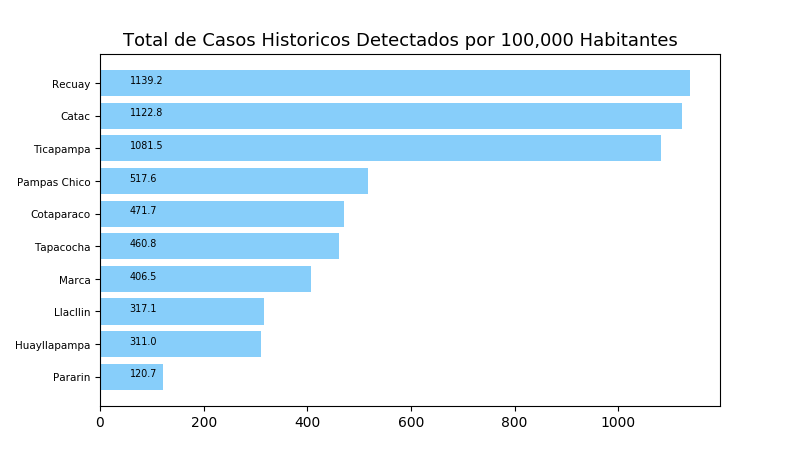 Total de Casos Historicos Detectados por 100,000 Habitantes
Recuay 1139.2
Catac 1122.8
Ticapampa 1081.5
Pampas Chico 517.6
Cotaparaco 471.7
Tapacocha 460.8
Marca 406.5
Llacllin 317.1
Huayllapampa 311.0
Pararin 120.7
0 200 400 600 800 1000